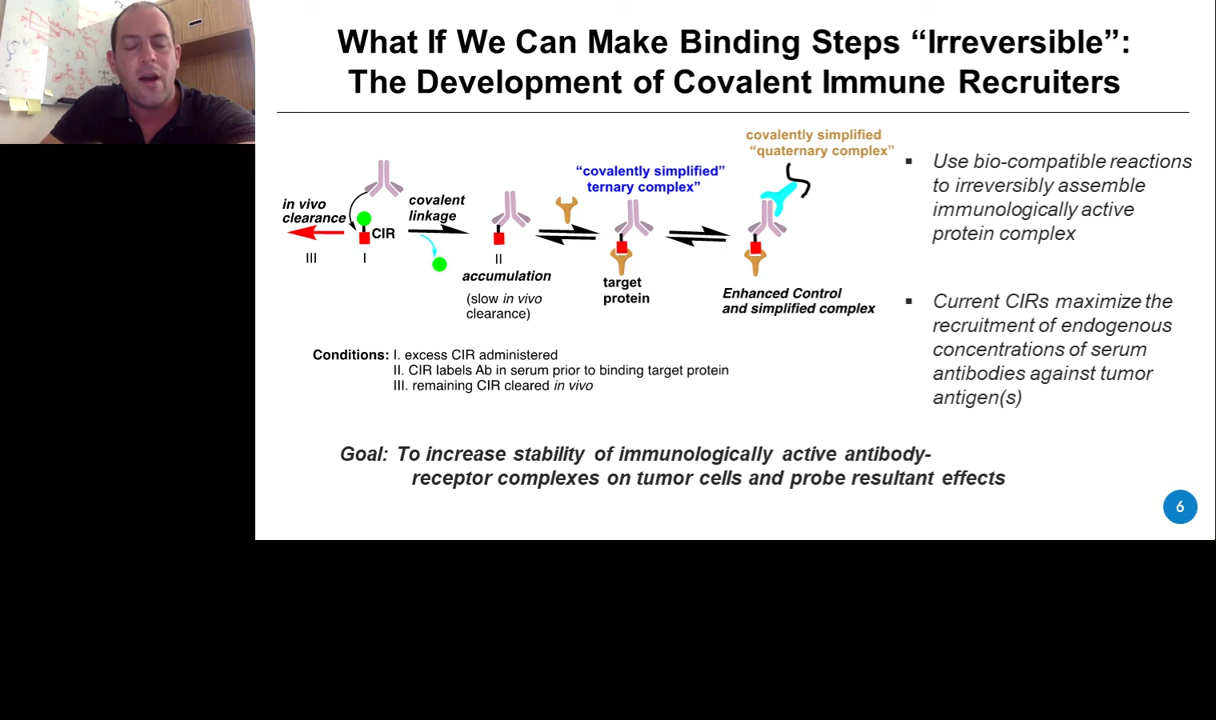 What If We Can Make Binding Steps “Irreversible”:
The Development of Covalent Immune Recruiters
covalently simplified
“quaternary complex”
“covalently simplified”
ternary complex”
in vivo
clearance
covalent
linkage
CIR
III
I
II
accumulation
(slow in vivo
clearance)
target
protein
Enhanced Control
and simplified complex
Conditions: I. excess CIR administered
II. CIR labels Ab in serum prior to binding target protein
III. remaining CIR cleared in vivo
▪ Use bio-compatible reactions
to irreversibly assemble
immunologically active
protein complex
▪ Current CIRs maximize the
recruitment of endogenous
concentrations of serum
antibodies against tumor
antigen(s)
Goal: To increase stability of immunologically active antibody-
receptor complexes on tumor cells and probe resultant effects
6